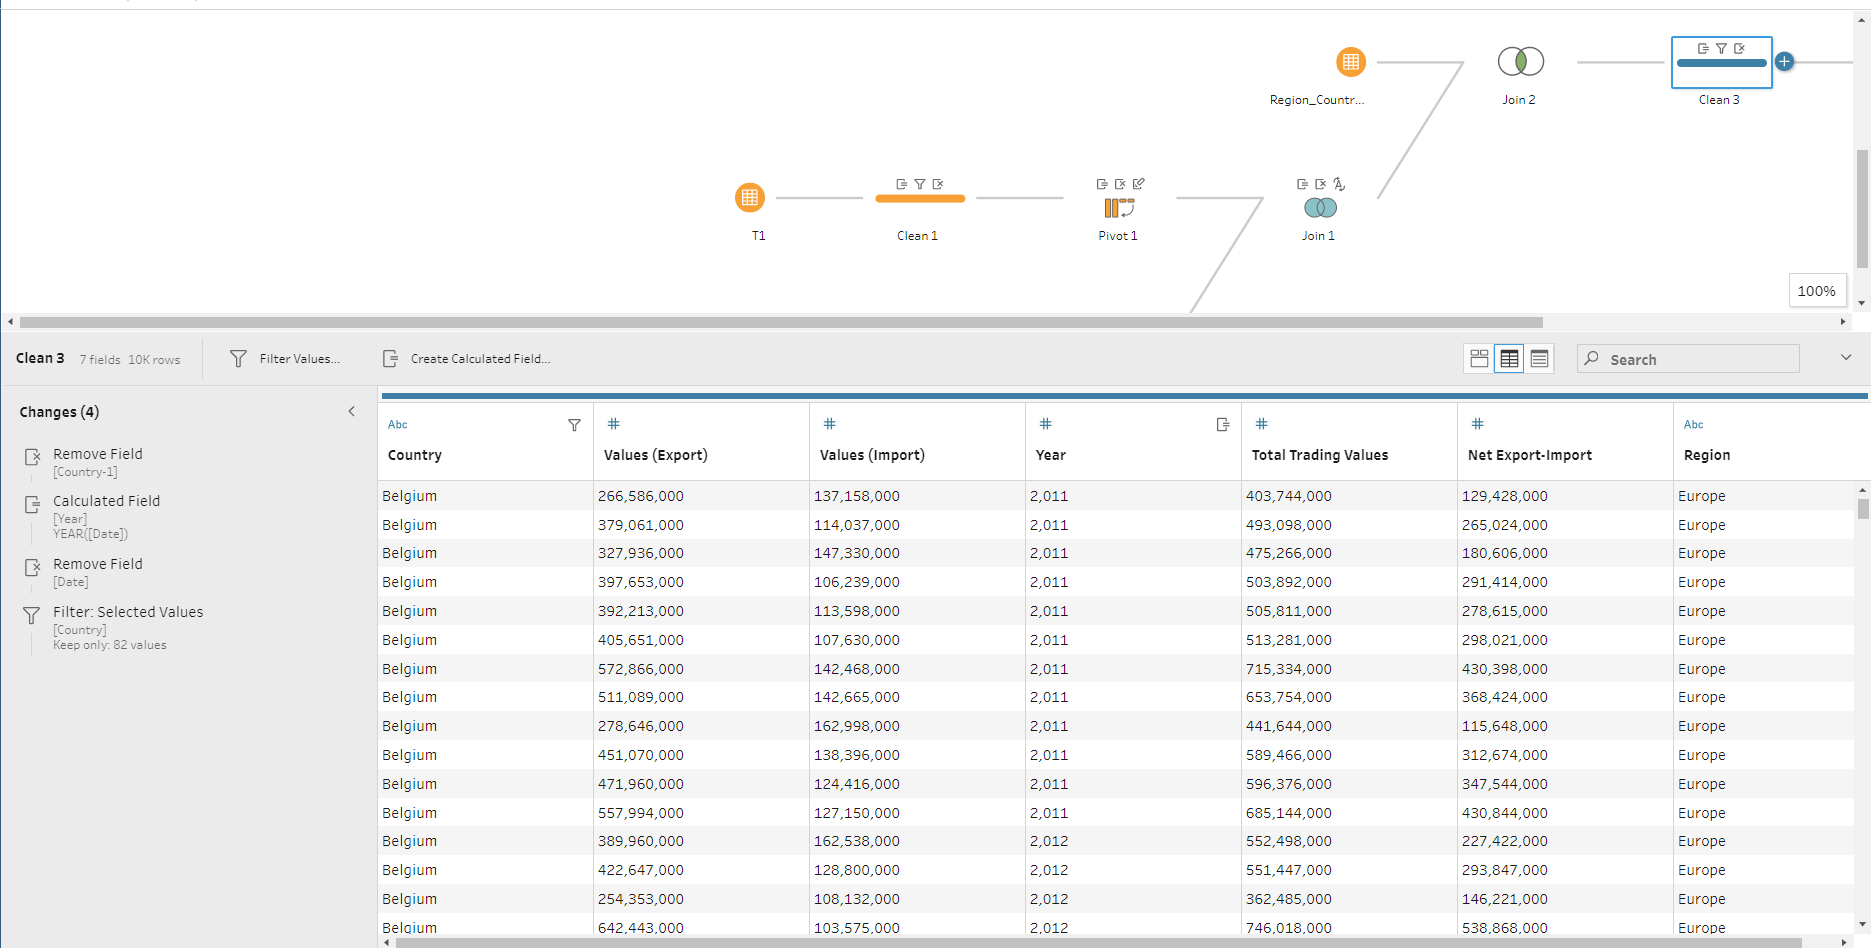 Region_Countr...
Join 2
Clean 3
T1
Clean 1
Pivot 1
Join 1
100%
Clean 3 7 fields 10K rows Filter Values... Create Calculated Field... Search
Changes (4)
Remove Field
[Country-1]
Calculated Field
[Year]
YEAR([Date])
Remove Field
[Date]
Filter: Selected Values
[Country]
Keep only: 82 values
Abc # # # # # Abc
Country Values (Export) Values (Import) Year Total Trading Values Net Export-Import Region
Belgium 266,586,000 137,158,000 2,011 403,744,000 129,428,000 Europe
Belgium 379,061,000 114,037,000 2,011 493,098,000 265,024,000 Europe
Belgium 327,936,000 147,330,000 2,011 475,266,000 180,606,000 Europe
Belgium 397,653,000 106,239,000 2,011 503,892,000 291,414,000 Europe
Belgium 392,213,000 113,598,000 2,011 505,811,000 278,615,000 Europe
Belgium 405,651,000 107,630,000 2,011 513,281,000 298,021,000 Europe
Belgium 572,866,000 142,468,000 2,011 715,334,000 430,398,000 Europe
Belgium 511,089,000 142,665,000 2,011 653,754,000 368,424,000 Europe
Belgium 278,646,000 162,998,000 2,011 441,644,000 115,648,000 Europe
Belgium 451,070,000 138,396,000 2,011 589,466,000 312,674,000 Europe
Belgium 471,960,000 124,416,000 2,011 596,376,000 347,544,000 Europe
Belgium 557,994,000 127,150,000 2,011 685,144,000 430,844,000 Europe
Belgium 389,960,000 162,538,000 2,012 552,498,000 227,422,000 Europe
Belgium 422,647,000 128,800,000 2,012 551,447,000 293,847,000 Europe
Belgium 254,353,000 108,132,000 2,012 362,485,000 146,221,000 Europe
Belgium 642,443,000 103,575,000 2,012 746,018,000 538,868,000 Europe